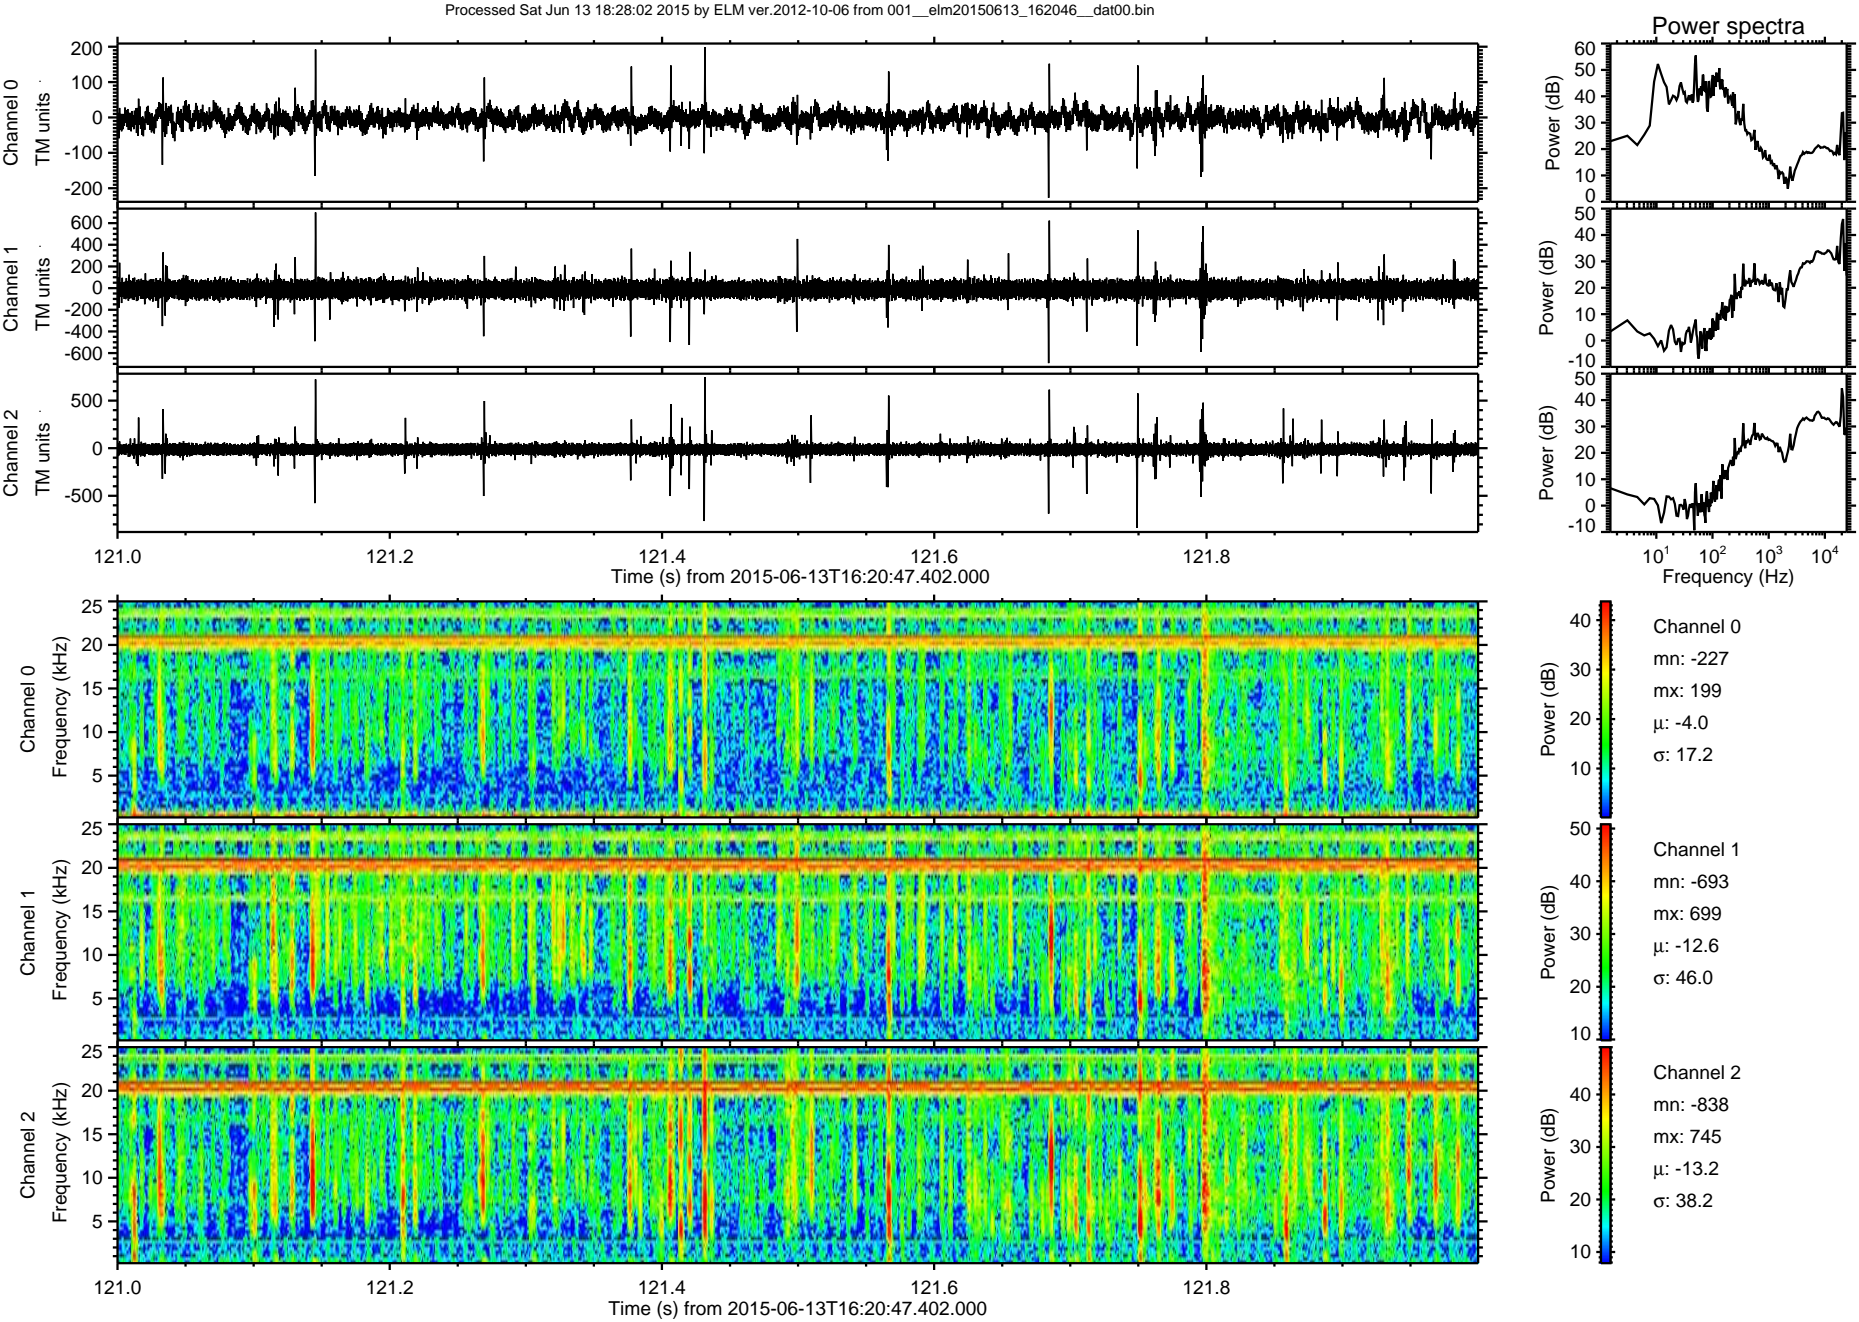 Processed Sat Jun 13 18:28:02 2015 by ELM ver.2012-10-06 from 001__elm20150613_162046__dat00.bin
Power spectra
Channel 0
TM units
200
100
0
-100
-200
Power (dB)
60
50
40
30
20
10
0
Channel 1
TM units
600
400
200
0
-200
-400
-600
Power (dB)
50
40
30
20
10
0
-10
Channel 2
TM units
500
0
-500
Power (dB)
50
40
30
20
10
0
-10
121.0 121.2 121.4 121.6 121.8
Time (s) from 2015-06-13T16:20:47.402.000
10¹ 10² 10³ 10⁴
Frequency (Hz)
Channel 0
Frequency (kHz)
25
20
15
10
5
Power (dB)
40
30
20
10
Channel 0
mn: -227
mx: 199
μ: -4.0
σ: 17.2
Channel 1
Frequency (kHz)
25
20
15
10
5
Power (dB)
50
40
30
20
10
Channel 1
mn: -693
mx: 699
μ: -12.6
σ: 46.0
Channel 2
Frequency (kHz)
25
20
15
10
5
Power (dB)
40
30
20
10
Channel 2
mn: -838
mx: 745
μ: -13.2
σ: 38.2
121.0 121.2 121.4 121.6 121.8
Time (s) from 2015-06-13T16:20:47.402.000